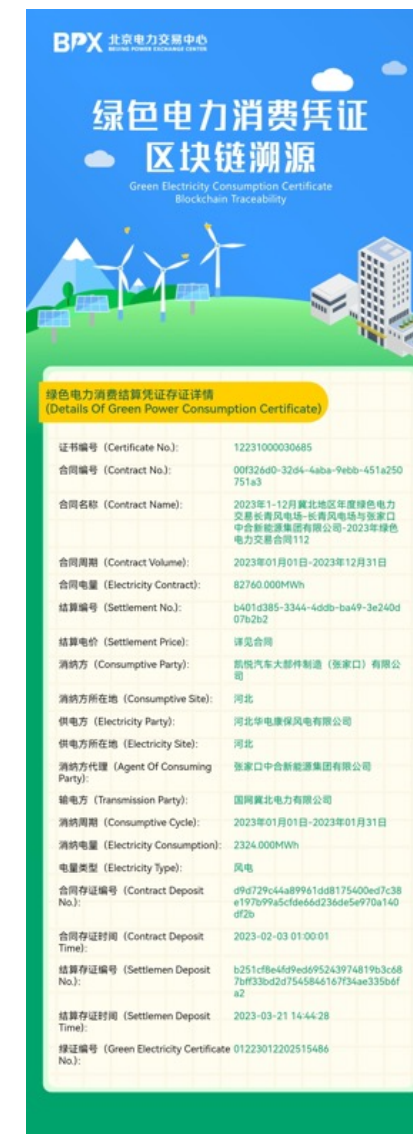 BPX 北京电力交易中心
BEIJING POWER EXCHANGE CENTER
绿色电力消费凭证
区块链溯源
Green Electricity Consumption Certificate
Blockchain Traceability
绿色电力消费结算凭证存证详情
(Details Of Green Power Consumption Certificate)
证书编号 (Certificate No.): 12231000030685
合同编号 (Contract No.): 00f326d0-32d4-4aba-9ebb-451a250
751a3
合同名称 (Contract Name): 2023年1-12月冀北地区年度绿色电力
交易长青风电场-长青风电场与张家口
中合新能源集团有限公司-2023年绿色
电力交易合同112
合同周期 (Contract Volume): 2023年01月01日-2023年12月31日
合同电量 (Electricity Contract): 82760.000MWh
结算编号 (Settlement No.): b401d385-3344-4ddb-ba49-3e240d
07b2b2
结算电价 (Settlement Price): 详见合同
消纳方 (Consumptive Party): 凯悦汽车大部件制造（张家口）有限公
司
消纳方所在地 (Consumptive Site): 河北
供电方 (Electricity Party): 河北华电康保风电有限公司
供电方所在地 (Electricity Site): 河北
消纳方代理 (Agent Of Consuming
Party): 张家口中合新能源集团有限公司
输电方 (Transmission Party): 国网冀北电力有限公司
消纳周期 (Consumptive Cycle): 2023年01月01日-2023年01月31日
消纳电量 (Electricity Consumption): 2324.000MWh
电量类型 (Electricity Type): 风电
合同存证编号 (Contract Deposit
No.): d9d729c44a89961dd8175400ed7c38
e197b99a5cfde66d236de5e970a140
df2b
合同存证时间 (Contract Deposit
Time): 2023-02-03 01:00:01
结算存证编号 (Settlemen Deposit
No.): b251cf8e4fd9ed695243974819b3c68
7bff33bd2d7545846167f34ae335b6f
a2
结算存证时间 (Settlemen Deposit
Time): 2023-03-21 14:44:28
绿证编号 (Green Electricity Certificate
No.): 01223012202515486